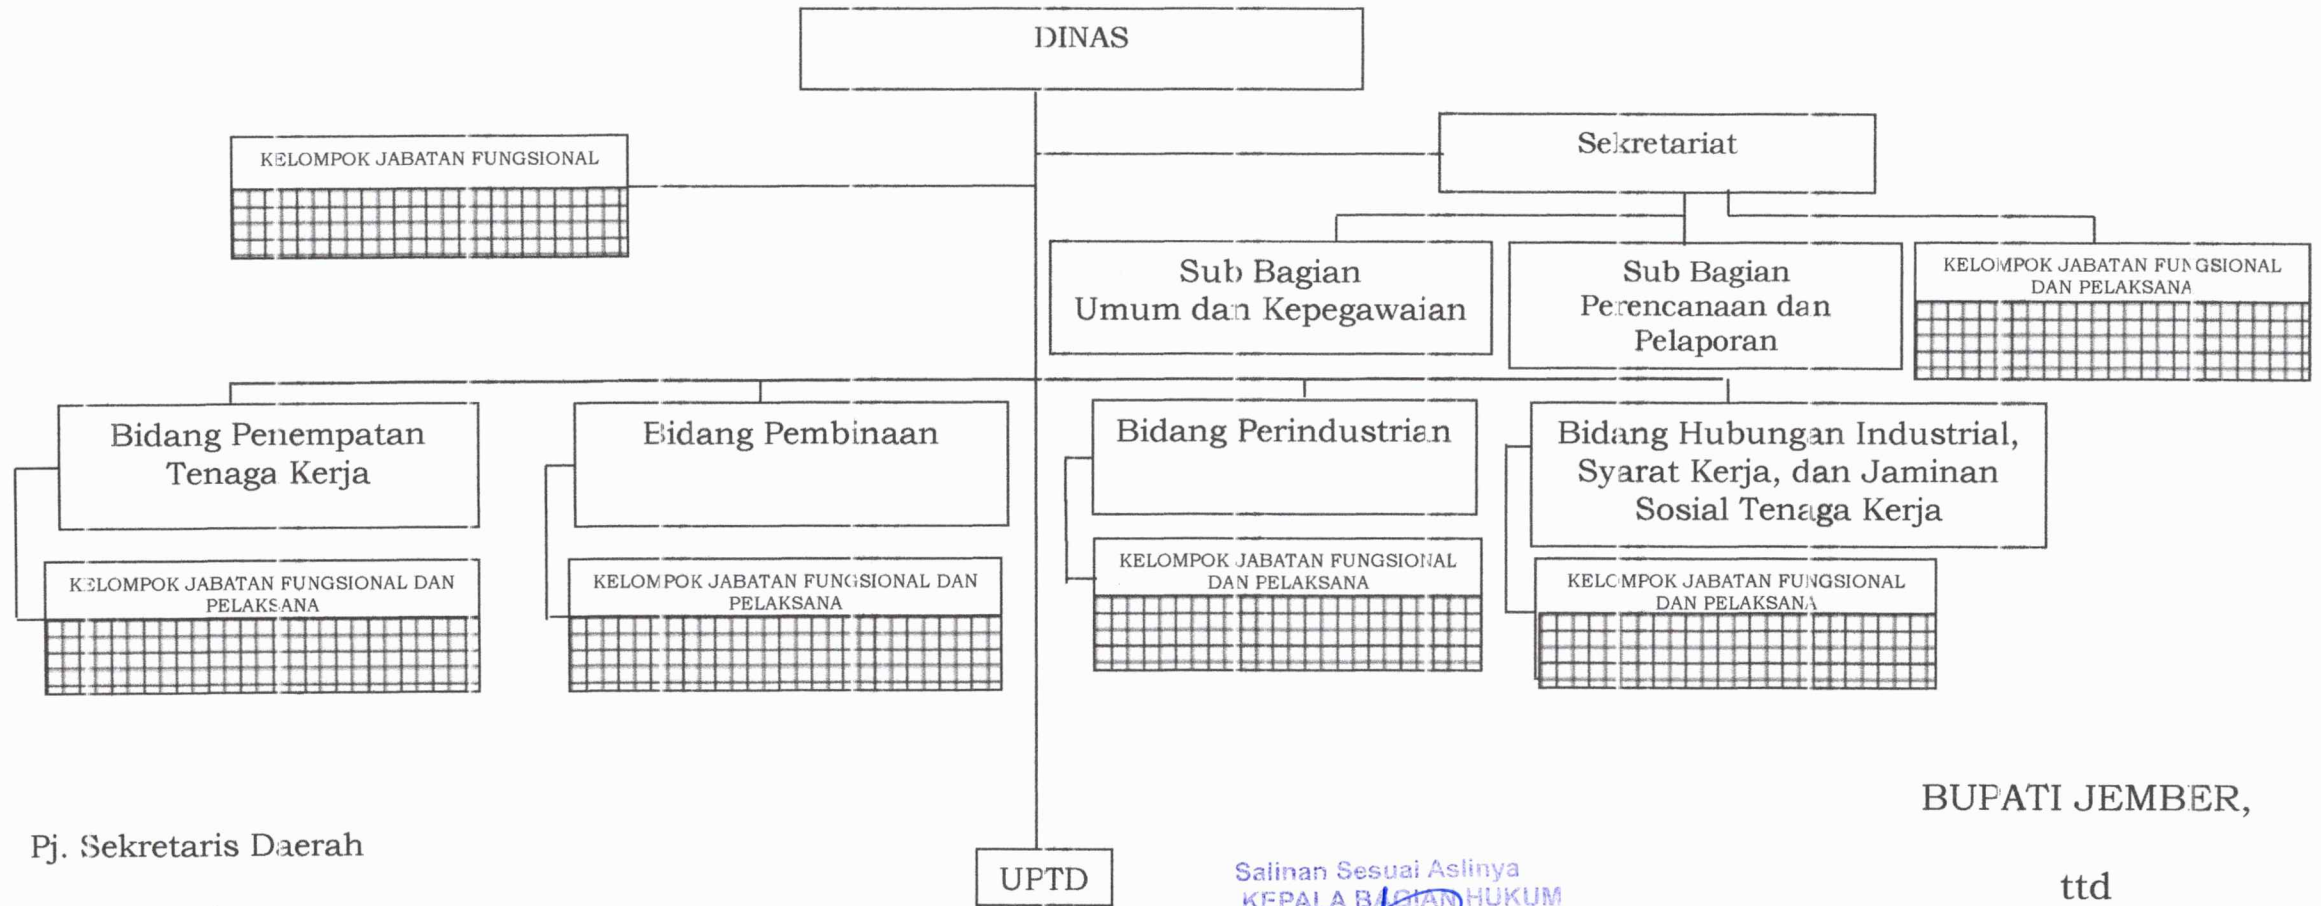 DINAS
KELOMPOK JABATAN FUNGSIONAL
Sekretariat
Sub Bagian
Umum dan Kepegawaian
Sub Bagian
Perencanaan dan
Pelaporan
KELOMPOK JABATAN FUNGSIONAL
DAN PELAKSANA
Bidang Penempatan
Tenaga Kerja
Bidang Pembinaan
Bidang Perindustrian
Bidang Hubungan Industrial,
Syarat Kerja, dan Jaminan
Sosial Tenaga Kerja
KELOMPOK JABATAN FUNGSIONAL DAN
PELAKSANA
KELOMPOK JABATAN FUNGSIONAL DAN
PELAKSANA
KELOMPOK JABATAN FUNGSIONAL
DAN PELAKSANA
KELOMPOK JABATAN FUNGSIONAL
DAN PELAKSANA
BUPATI JEMBER,
Pj. Sekretaris Daerah
UPTD
Salinan Sesuai Aslinya
KEPALA BAGIAN HUKUM
ttd